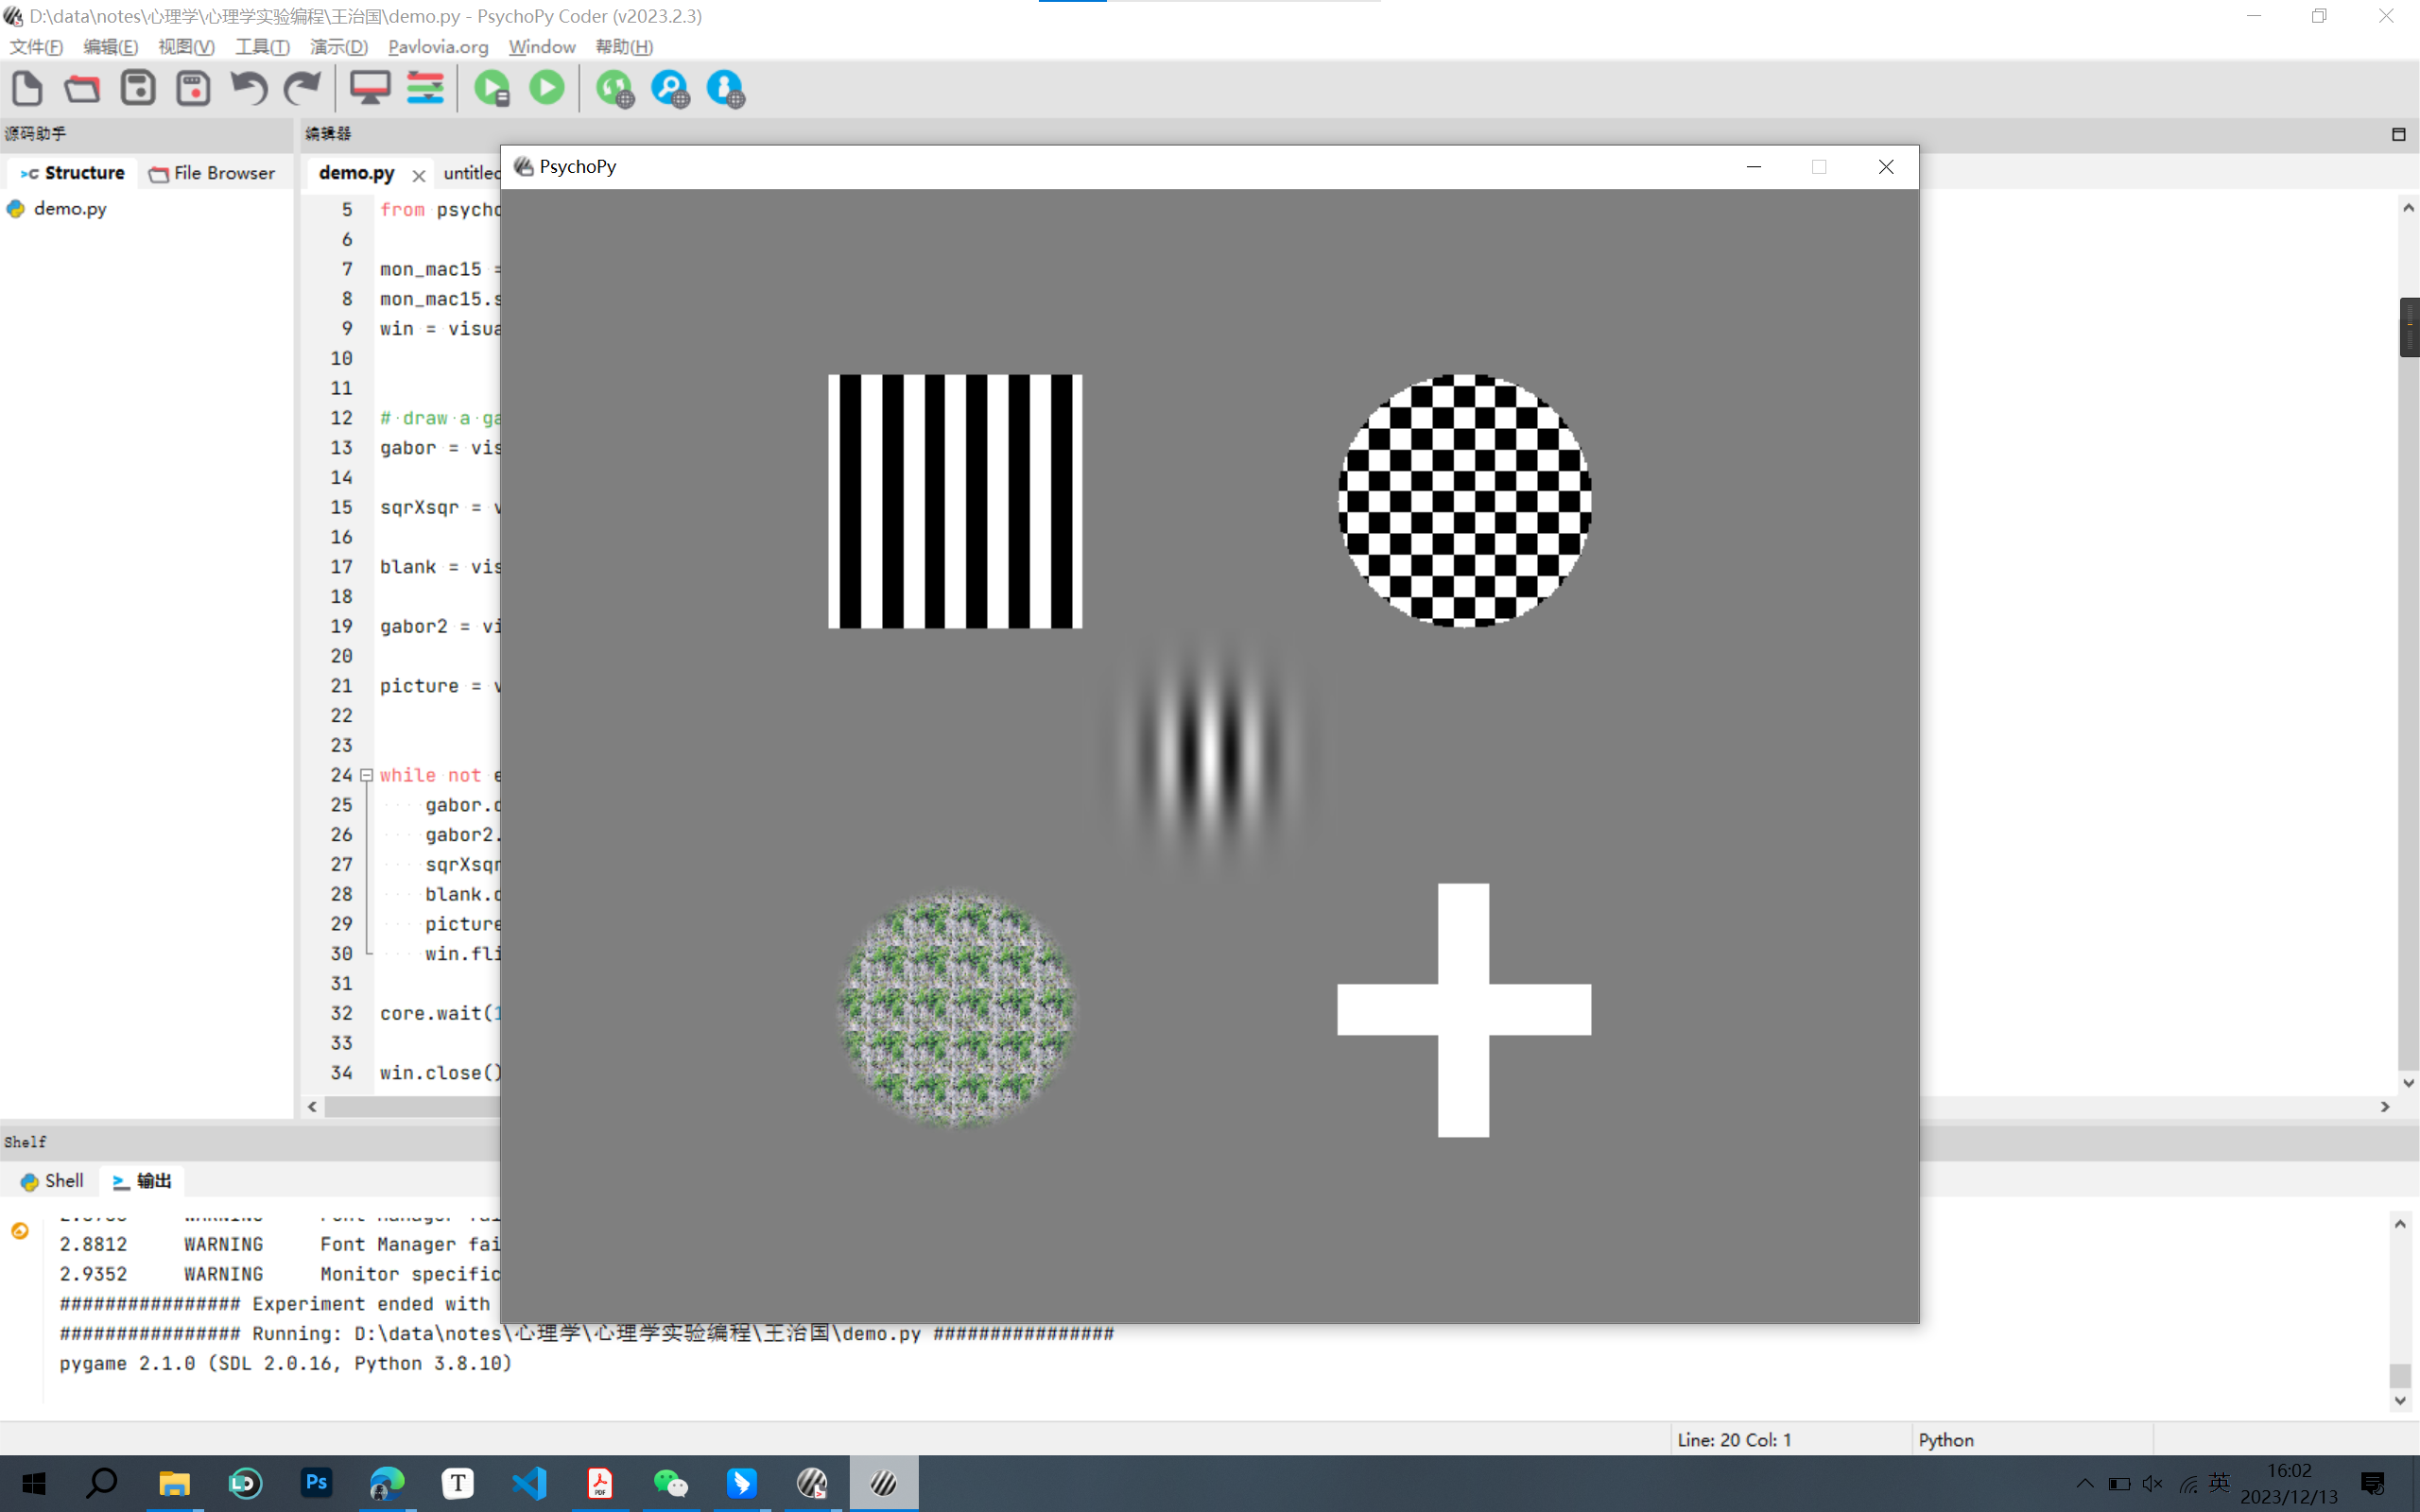 D:\data\notes\心理学\心理学实验编程\王治国\demo.py - PsychoPy Coder (v2023.2.3)
文件(F) 编辑(E) 视图(V) 工具(T) 演示(D) Pavlovia.org Window 帮助(H)
源码助手
编辑器
Structure File Browser
demo.py
demo.py untitled
PsychoPy
5 from psycho
6
7 mon_mac15 =
8 mon_mac15.s
9 win = visua
10
11
12 # draw a ga
13 gabor = vis
14
15 sqrXsqr = v
16
17 blank = vis
18
19 gabor2 = vi
20
21 picture = v
22
23
24 while not e
25 gabor.d
26 gabor2.
27 sqrXsqr
28 blank.d
29 picture
30 win.fli
31
32 core.wait(1
33
34 win.close()
Shelf
Shell 输出
2.8812 WARNING Font Manager fai
2.9352 WARNING Monitor specific
################ Experiment ended with
################ Running: D:\data\notes\心理学\心理学实验编程\王治国\demo.py ################
pygame 2.1.0 (SDL 2.0.16, Python 3.8.10)
Line: 20 Col: 1 Python
Ps
T
PDF
英
16:02
2023/12/13